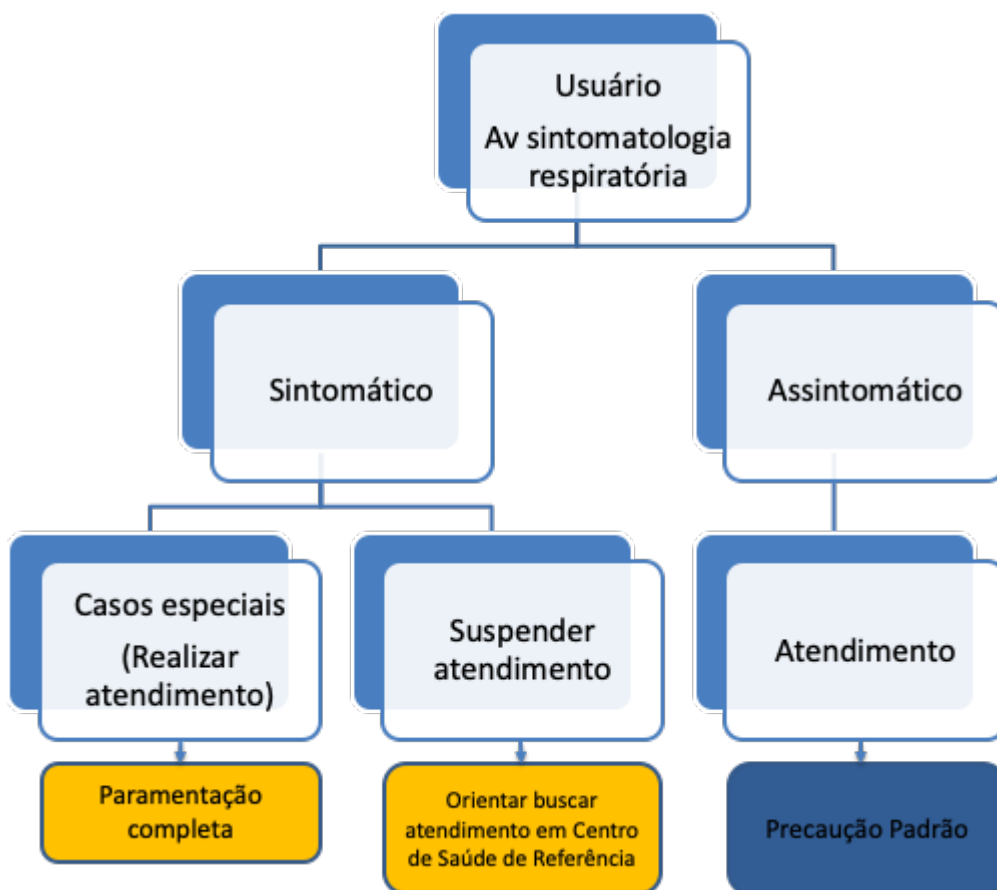 Usuário
Av sintomatologia
respiratória
Sintomático
Assintomático
Casos especiais
(Realizar
atendimento)
Suspender
atendimento
Atendimento
Paramentação
completa
Orientar buscar
atendimento em Centro
de Saúde de Referência
Precaução Padrão